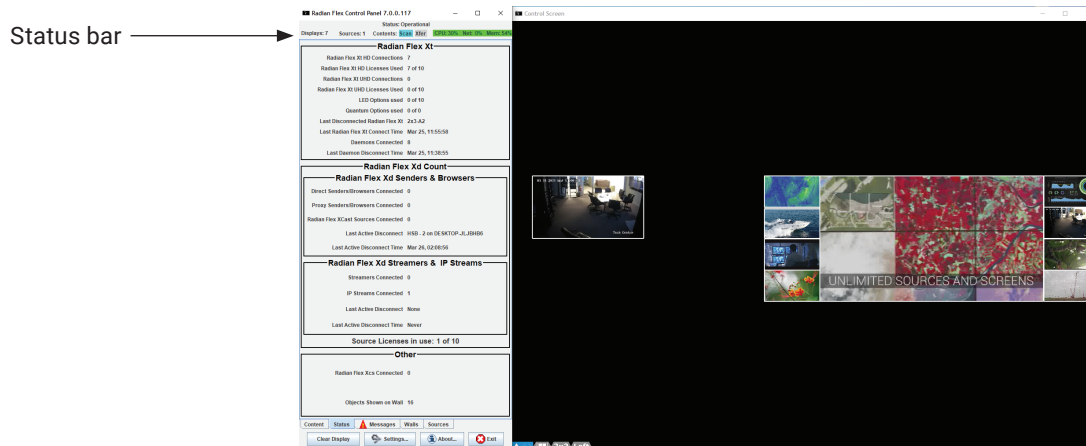 Status bar
Radian Flex Control Panel 7.0.0.117
Status: Operational
Displays: 7 Sources: 1 Contents: Scan Xfer CPU: 30% Net: 0% Mem: 54%
Radian Flex Xt
Radian Flex Xt HD Connections 7
Radian Flex Xt HD Licenses Used 7 of 10
Radian Flex Xt UHD Connections 0
Radian Flex Xt UHD Licenses Used 0 of 10
LED Options used 0 of 10
Quantum Options used 0 of 0
Last Disconnected Radian Flex Xt 2x3-A2
Last Radian Flex Xt Connect Time Mar 25, 11:55:58
Daemons Connected 8
Last Daemon Disconnect Time Mar 25, 11:38:55
Radian Flex Xd Count
Radian Flex Xd Senders & Browsers
Direct Senders/Browsers Connected 0
Proxy Senders/Browsers Connected 0
Radian Flex XCast Sources Connected 0
Last Active Disconnect HSB - 2 on DESKTOP-JLJBHB6
Last Active Disconnected Time Mar 26, 02:08:56
Radian Flex Xd Streamers & IP Streams
Streamers Connected 0
IP Streams Connected 1
Last Active Disconnect None
Last Active Disconnect Time Never
Source Licenses in use: 1 of 10
Other
Radian Flex Xcs Connected 0
Objects Shown on Wall 16
Content Status Messages Walls Sources
Clear Display Settings... About... Exit
Control Screen
UNLIMITED SOURCES AND SCREENS